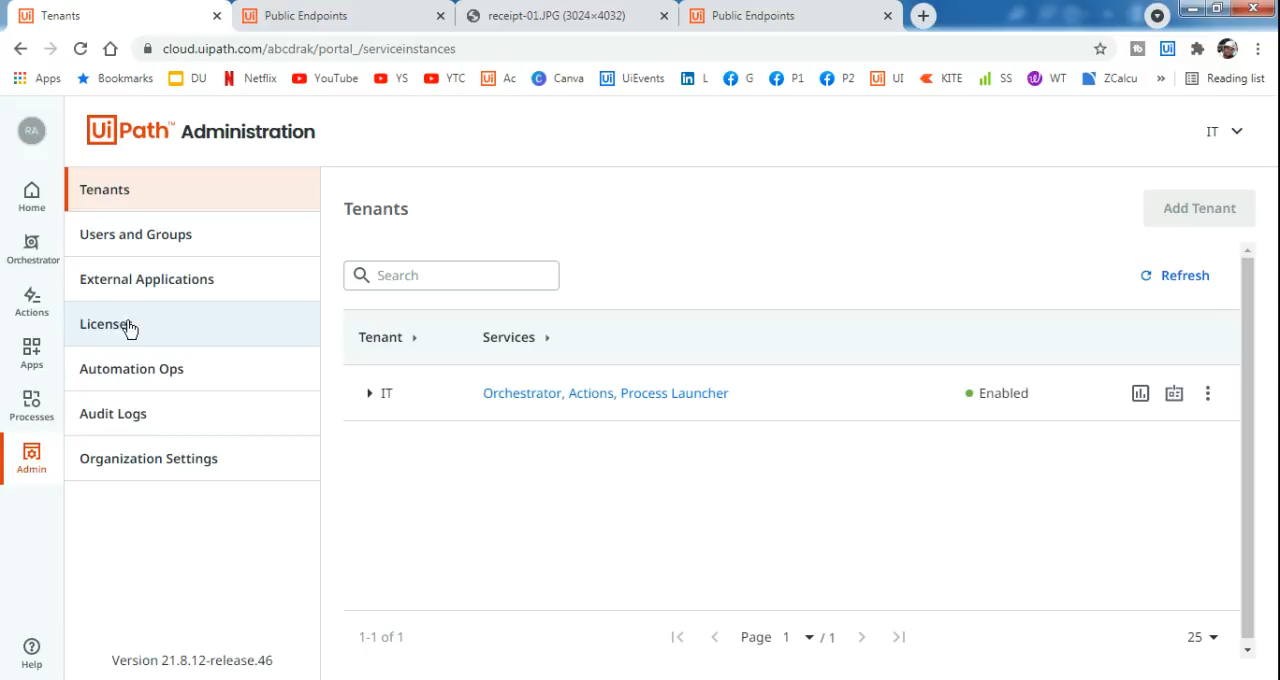 Tenants
Public Endpoints
receipt-01.JPG (3024×4032)
Public Endpoints
cloud.uipath.com/abcdrak/portal_/serviceinstances
Apps
Bookmarks
DU
Netflix
YouTube
YS
YTC
Ac
Canva
UiEvents
L
G
P1
P2
UI
KITE
SS
WT
ZCalcu
»
Reading list
RA
UiPath™ Administration
IT
Home
Orchestrator
Actions
Apps
Processes
Admin
Help
Tenants
Users and Groups
External Applications
License
Automation Ops
Audit Logs
Organization Settings
Version 21.8.12-release.46
Tenants
Add Tenant
Search
Refresh
Tenant
Services
IT
Orchestrator, Actions, Process Launcher
Enabled
1-1 of 1
Page 1 / 1
25